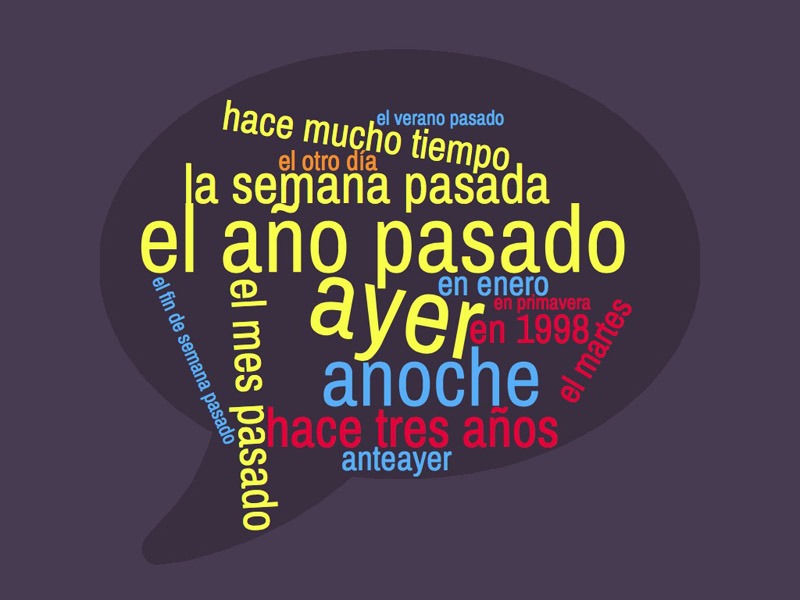 el verano pasado
hace mucho tiempo
el otro día
la semana pasada
el año pasado
ayer
en enero
en primavera
en 1998
el martes
el fin de semana pasado
el mes pasado
anoche
hace tres años
anteayer